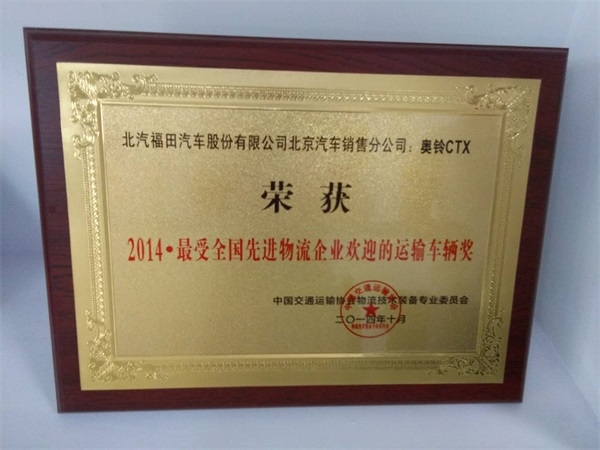 北汽福田汽车股份有限公司北京汽车销售分公司：奥铃CTX
荣获
2014•最受全国先进物流企业欢迎的运输车辆奖
中国交通运输协会物流技术装备专业委员会
二〇一四年十月